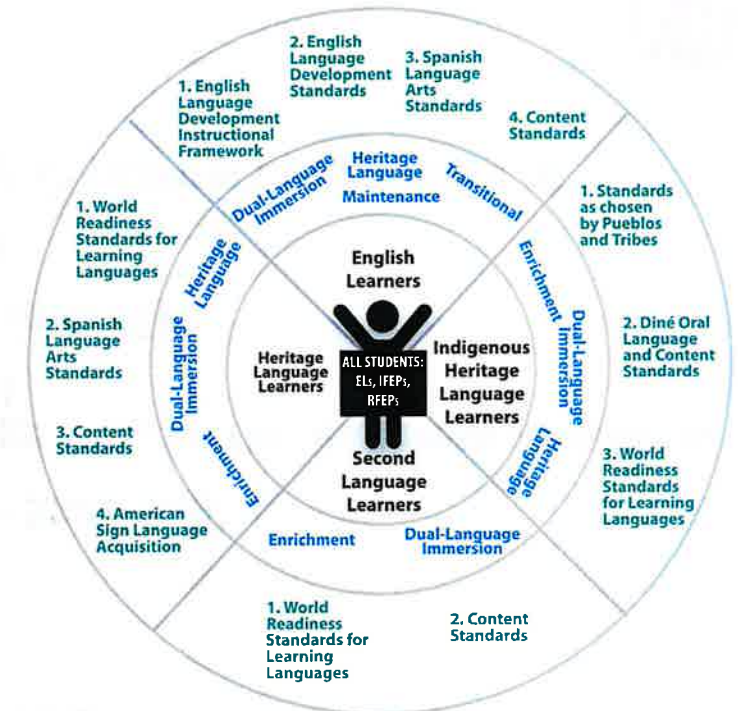 1. English
Language
Development
Instructional
Framework
2. English
Language
Development
Standards
3. Spanish
Language
Arts
Standards
4. Content
Standards
Dual-Language
Immersion
Heritage
Language
Maintenance
Transitional
English
Learners
1. Standards
as chosen
by Pueblos
and Tribes
2. Diné Oral
Language
and Content
Standards
3. World
Readiness
Standards
for Learning
Languages
Enrichment
Dual-Language
Immersion
Heritage
Language
Indigenous
Heritage
Language
Learners
ALL STUDENTS:
ELs, IFEPs,
RFEPs
1. World
Readiness
Standards for
Learning
Languages
2. Spanish
Language
Arts
Standards
3. Content
Standards
4. American
Sign Language
Acquisition
Heritage
Language
Dual-Language
Immersion
Enrichment
Heritage
Language
Learners
Second
Language
Learners
Enrichment
Dual-Language
Immersion
1. World
Readiness
Standards for
Learning
Languages
2. Content
Standards